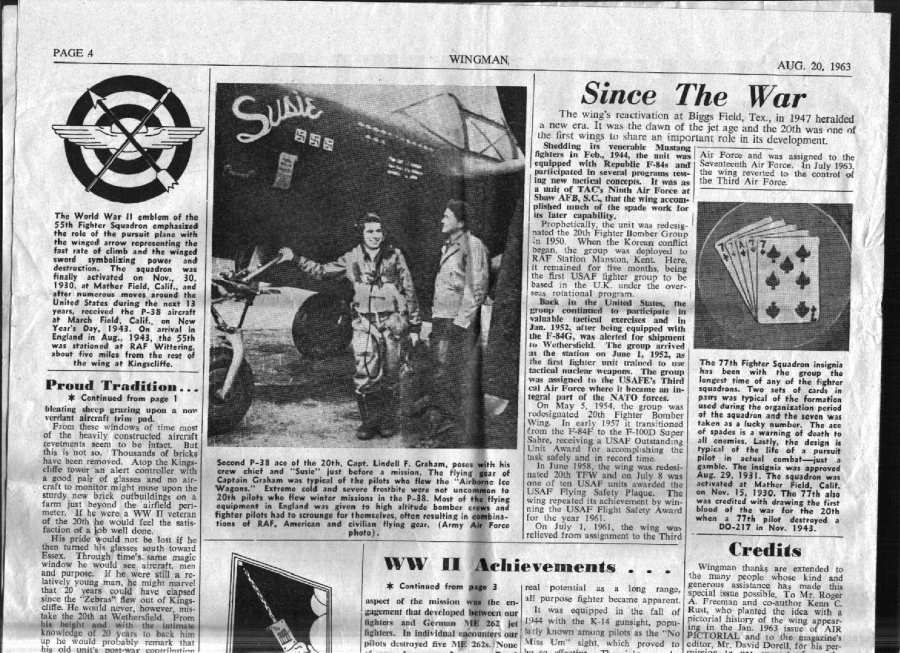 PAGE 4
WINGMAN
AUG. 20, 1963
The World War II emblem of the
55th Fighter Squadron emphasized
the role of the pursuit plane with
the winged arrow representing the
fast rate of climb and the winged
sword symbolizing power and
destruction. The squadron was
finally activated on Nov. 30,
1930, at Mather Field, Calif., and
after numerous moves around the
United States during the next 13
years, received the P-38 aircraft
at March Field, Calif., on New
Year's Day, 1943. On arrival in
England in Aug., 1943, the 55th
was stationed at RAF Wittering,
about five miles from the rest of
the wing at Kingscliffe.
Proud Tradition...
* Continued from page 1
bleating sheep grazing upon a now
verdant aircraft trim pad.
From these windows of time most
of the heavily constructed aircraft
revetments seem to be intact. But
this is not so. Thousands of bricks
have been removed. Atop the Kings-
cliffe tower an alert controller with
a good pair of glasses and no air-
craft to monitor might muse upon the
sturdy new brick outbuildings on a
farm just beyond the airfield peri-
meter. If he were a WW II veteran
of the 20th he would feel the satis-
faction of a job well done.
His pride would not be lost if he
then turned his glasses south toward
Essex. Through time's same magic
window he would see aircraft, men
and purpose. If he were still a re-
latively young man, he might marvel
that 20 years could have elapsed
since the "Zebras" flew out of Kings-
cliffe. He would never, however, mis-
take the 20th at Wethersfield. From
his height and with the intimate
knowledge of 20 years to back him
up he would probably remark that
his old unit's post-war contribution
Susie
Second P-38 ace of the 20th, Capt. Lindell F. Graham, poses with his
crew chief and "Susie" just before a mission. The flying gear of
Captain Graham was typical of the pilots who flew the "Airborne Ice
Wagons." Extreme cold and severe frostbite were not uncommon to
20th pilots who flew winter missions in the P-38. Most of the flying
equipment in England was given to high altitude bomber crews and
fighter pilots had to scrounge for themselves, often resulting in combina-
tions of RAF, American and civilian flying gear. (Army Air Force
photo).
Since The War
The wing's reactivation at Biggs Field, Tex., in 1947 heralded
a new era. It was the dawn of the jet age and the 20th was one of
the first wings to share an important role in its development.
Shedding its venerable Mustang
fighters in Feb., 1944, the unit was
equipped with Republic F-84s and
participated in several programs test-
ing new tactical concepts. It was as
a unit of TAC's Ninth Air Force at
Shaw AFB, S.C., that the wing accom-
plished much of the spade work for
its later capability.
Prophetically, the unit was redesig-
nated the 20th Fighter Bomber Group
in 1950. When the Korean conflict
began, the group was deployed to
RAF Station Manston, Kent. Here,
it remained for five months, being
the first USAF fighter group to be
based in the U.K. under the over-
seas rotational program.
Back in the United States, the
group continued to participate in
valuable tactical exercises and in
Jan. 1952, after being equipped with
the F-84G, was alerted for shipment
to Wethersfield. The group arrived
at the station on June 1, 1952, as
the first fighter unit trained to use
tactical nuclear weapons. The group
was assigned to the USAFE's Third
cal Air Force where it became an in-
tegral part of the NATO forces.
On May 5, 1954, the group was
redesignated 20th Fighter Bomber
Wing. In early 1957 it transitioned
from the F-84F to the F-100D Super
Sabre, receiving a USAF Outstanding
Unit Award for accomplishing the
task safely and in record time.
In June 1958, the wing was redesi-
nated 20th TFW and on July 8 was
one of ten USAF units awarded the
USAF Flying Safety Plaque. The
wing repeated its achievement by win-
ning the USAF Flight Safety Award
for the year 1961.
On July 1, 1961, the wing was
relieved from assignment to the Third
Air Force and was assigned to the
Seventeenth Air Force. In July 1963,
the wing reverted to the control of
the Third Air Force.
7
7
A
7
7
The 77th Fighter Squadron insignia
has been with the group the
longest time of any of the fighter
squadrons. Two sets of cards in
pairs was typical of the formation
used during the organization period
of the squadron and the seven was
taken as a lucky number. The ace
of spades is a warning of death to
all enemies. Lastly, the design is
typical of the life of a pursuit
pilot in actual combat—just a
gamble. The insignia was approved
Aug. 29, 1931. The squadron was
activated at Mather Field, Calif.
on Nov. 15, 1930. The 77th also
was credited with drawing the first
blood of the war for the 20th
when a 77th pilot destroyed a
DO-217 in Nov. 1943.
WW II Achievements . . .
* Continued from page 3
aspect of the mission was the en-
gagement that developed between our
fighters and German ME 262 jet
fighters. In individual encounters our
pilots destroyed five ME 262s. None
real potential as a long range,
all purpose fighter became apparent.
It was equipped in the fall of
1944 with the K-14 gunsight, popu-
larly known among pilots as the "No
Miss Um" sight, which proved to
Credits
Wingman thanks are extended to
the many people whose kind and
generous assistance has made this
special issue possible. To Mr. Roger
A. Freeman and co-author Kenn C.
Rust, who planted the idea with a
pictorial history of the wing appear-
ing in the Jan. 1963 issue of AIR
PICTORIAL and to the magazine's
editor, Mr. David Dorell, for his per-